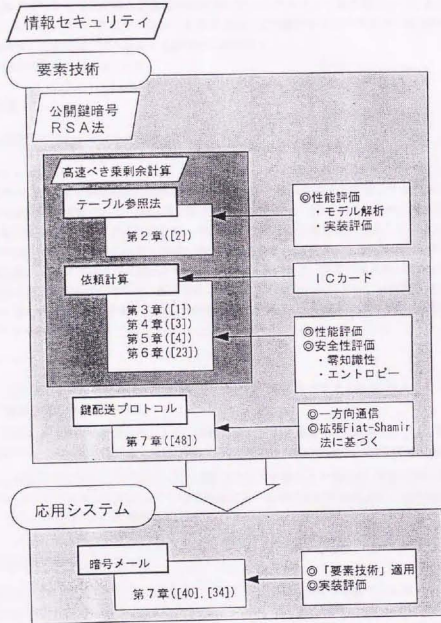 情報セキュリティ
要素技術
公開鍵暗号
RSA法
高速べき乗剰余計算
テーブル参照法
第2章([2])
◎性能評価
・モデル解析
・実装評価
依頼計算
ICカード
第3章([1])
第4章([3])
第5章([4])
第6章([23])
◎性能評価
◎安全性評価
・零知識性
・エントロピー
鍵配送プロトコル
第7章([48])
◎一方向通信
◎拡張Fiat-Shamir
法に基づく
応用システム
暗号メール
第7章([40],[34])
◎「要素技術」適用
◎実装評価